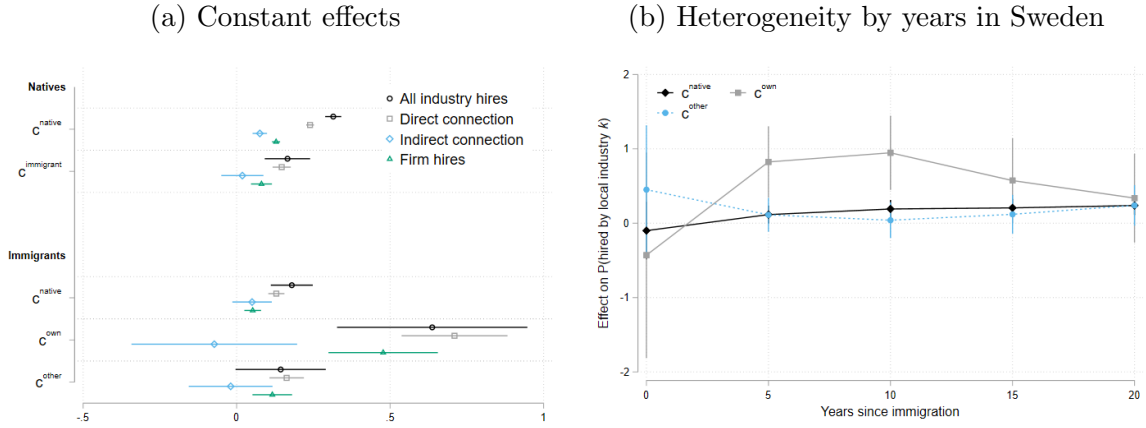 (a) Constant effects
Natives
C^native
C^immigrant
Immigrants
C^native
C^own
C^other
All industry hires
Direct connection
Indirect connection
Firm hires
-.5 0 .5 1
(b) Heterogeneity by years in Sweden
C^native C^own
C^other
Effect on P(hired by local industry k)
2
1
0
-1
-2
0 5 10 15 20
Years since immigration